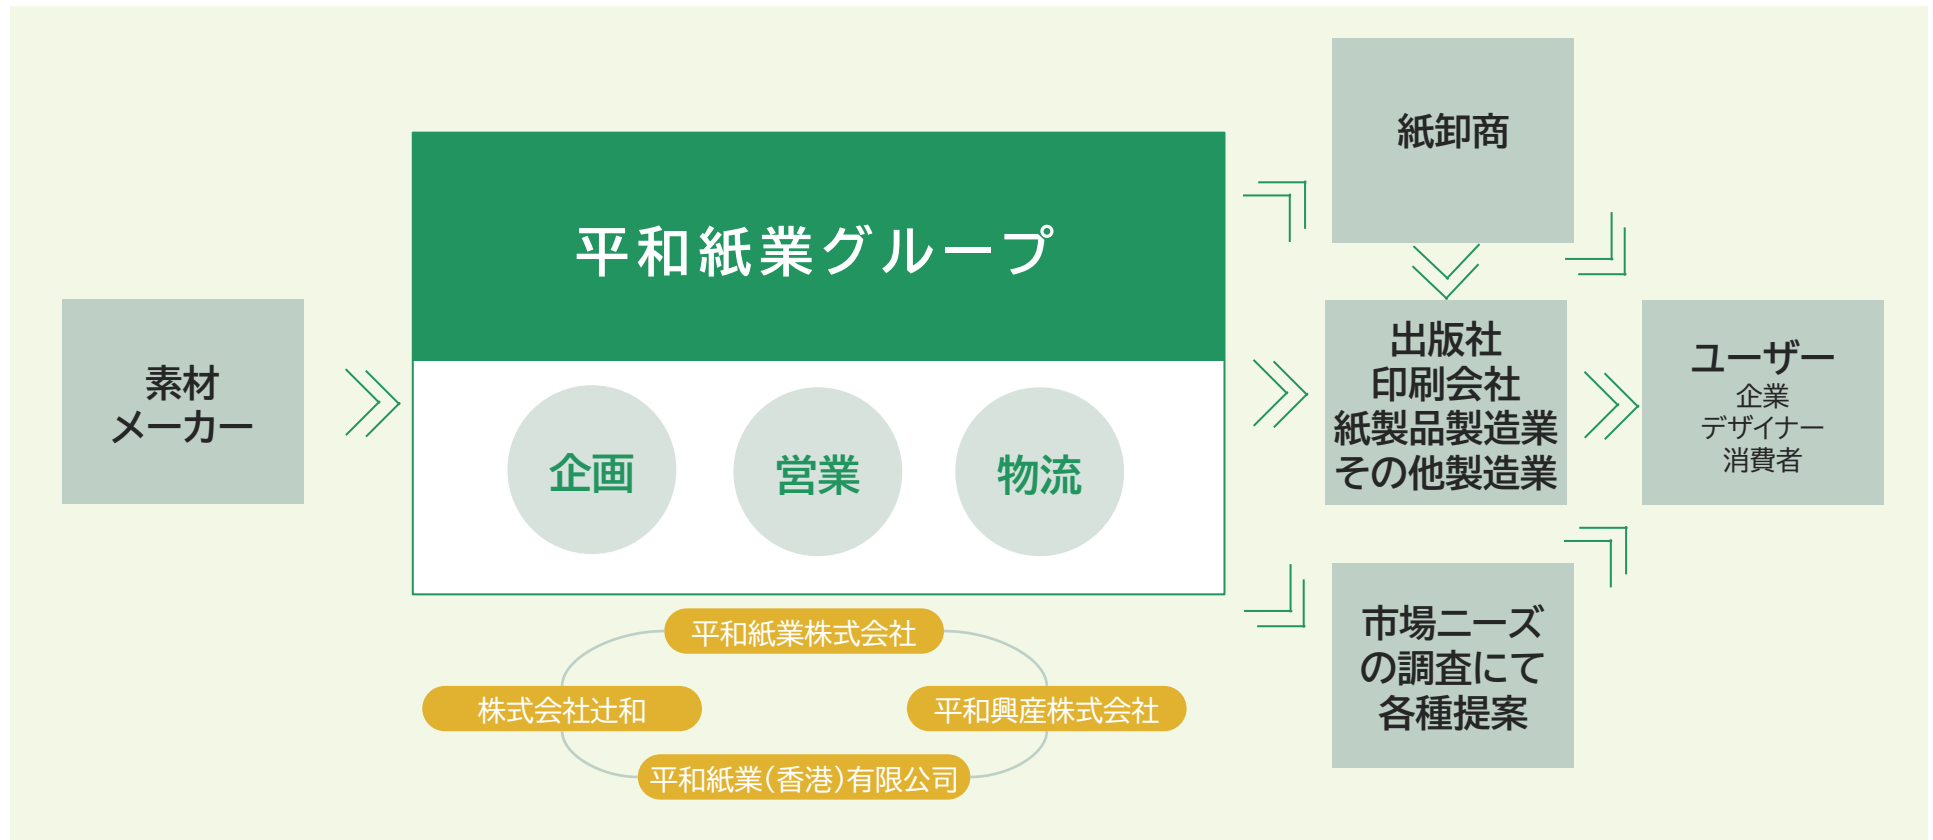 素材
メーカー
平和紙業グループ
企画
営業
物流
平和紙業株式会社
株式会社辻和
平和興産株式会社
平和紙業(香港)有限公司
紙卸商
出版社
印刷会社
紙製品製造業
その他製造業
市場ニーズ
の調査にて
各種提案
ユーザー
企業
デザイナー
消費者